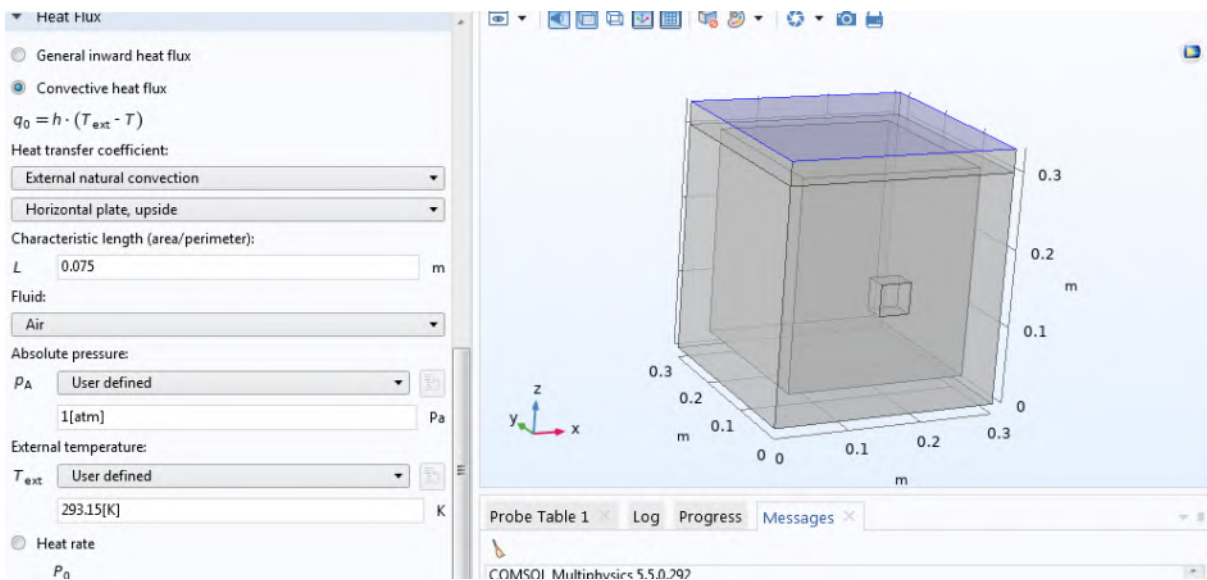 Heat Flux
General inward heat flux
Convective heat flux
q0 = h · (Text - T)
Heat transfer coefficient:
External natural convection
Horizontal plate, upside
Characteristic length (area/perimeter):
L 0.075 m
Fluid:
Air
Absolute pressure:
pA User defined
1[atm] Pa
External temperature:
Text User defined
293.15[K] K
Heat rate
P0
0.3
0.2
m
0.1
0
0.3
0.2
0.1
m
0
0
0.1
0.2
0.3
m
z
y
x
Probe Table 1 Log Progress Messages
COMSOL Multiphysics 5.5.0.292